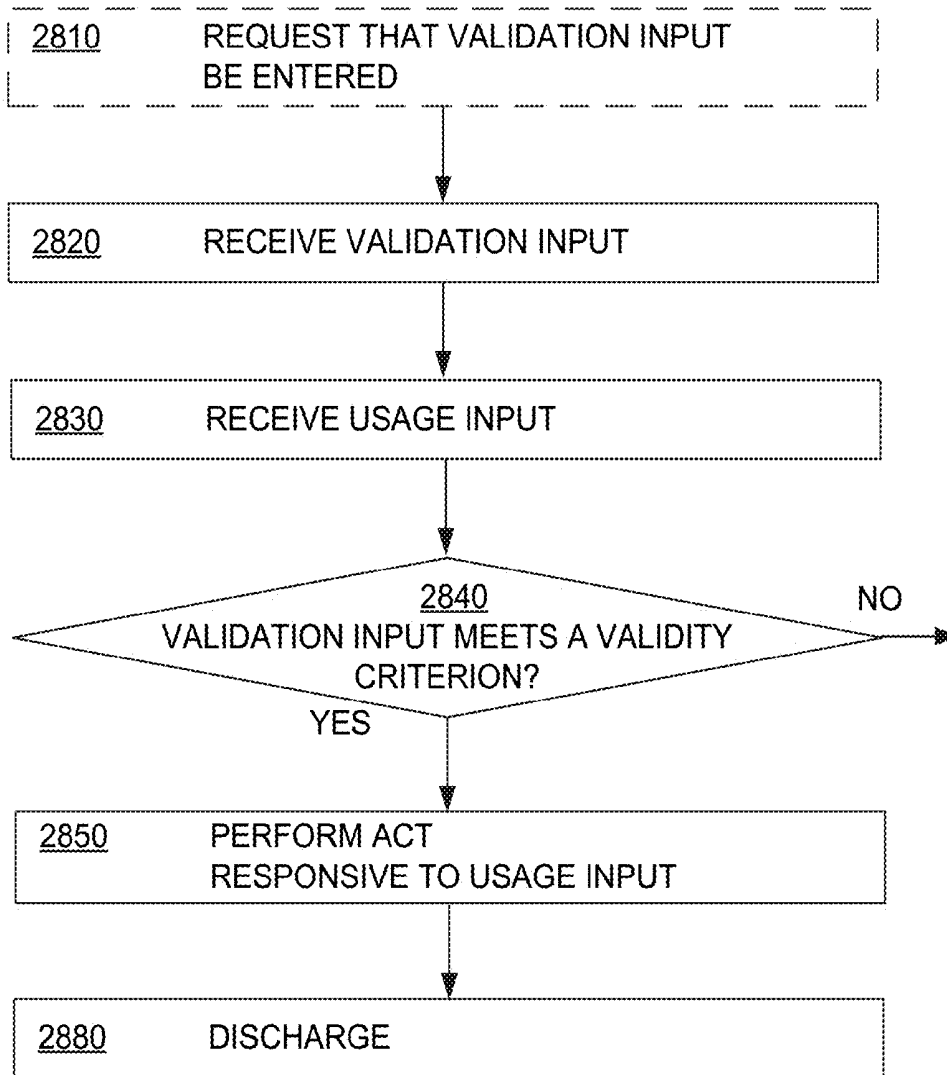 2810 REQUEST THAT VALIDATION INPUT
BE ENTERED
2820 RECEIVE VALIDATION INPUT
2830 RECEIVE USAGE INPUT
2840
VALIDATION INPUT MEETS A VALIDITY
CRITERION?
NO
YES
2850 PERFORM ACT
RESPONSIVE TO USAGE INPUT
2880 DISCHARGE